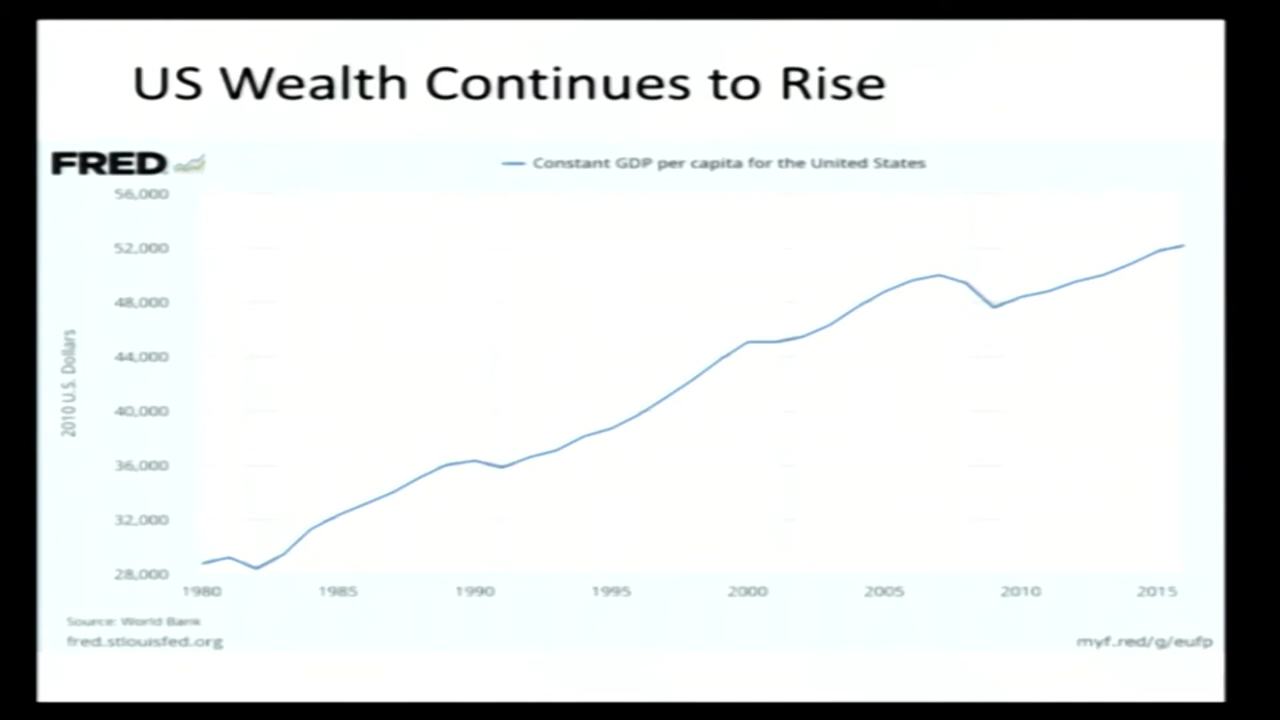 US Wealth Continues to Rise
FRED
Constant GDP per capita for the United States
56,000
52,000
48,000
44,000
40,000
36,000
32,000
28,000
2010 U.S. Dollars
1980 1985 1990 1995 2000 2005 2010 2015
Source: World Bank
fred.stlouisfed.org
myf.red/g/eufp